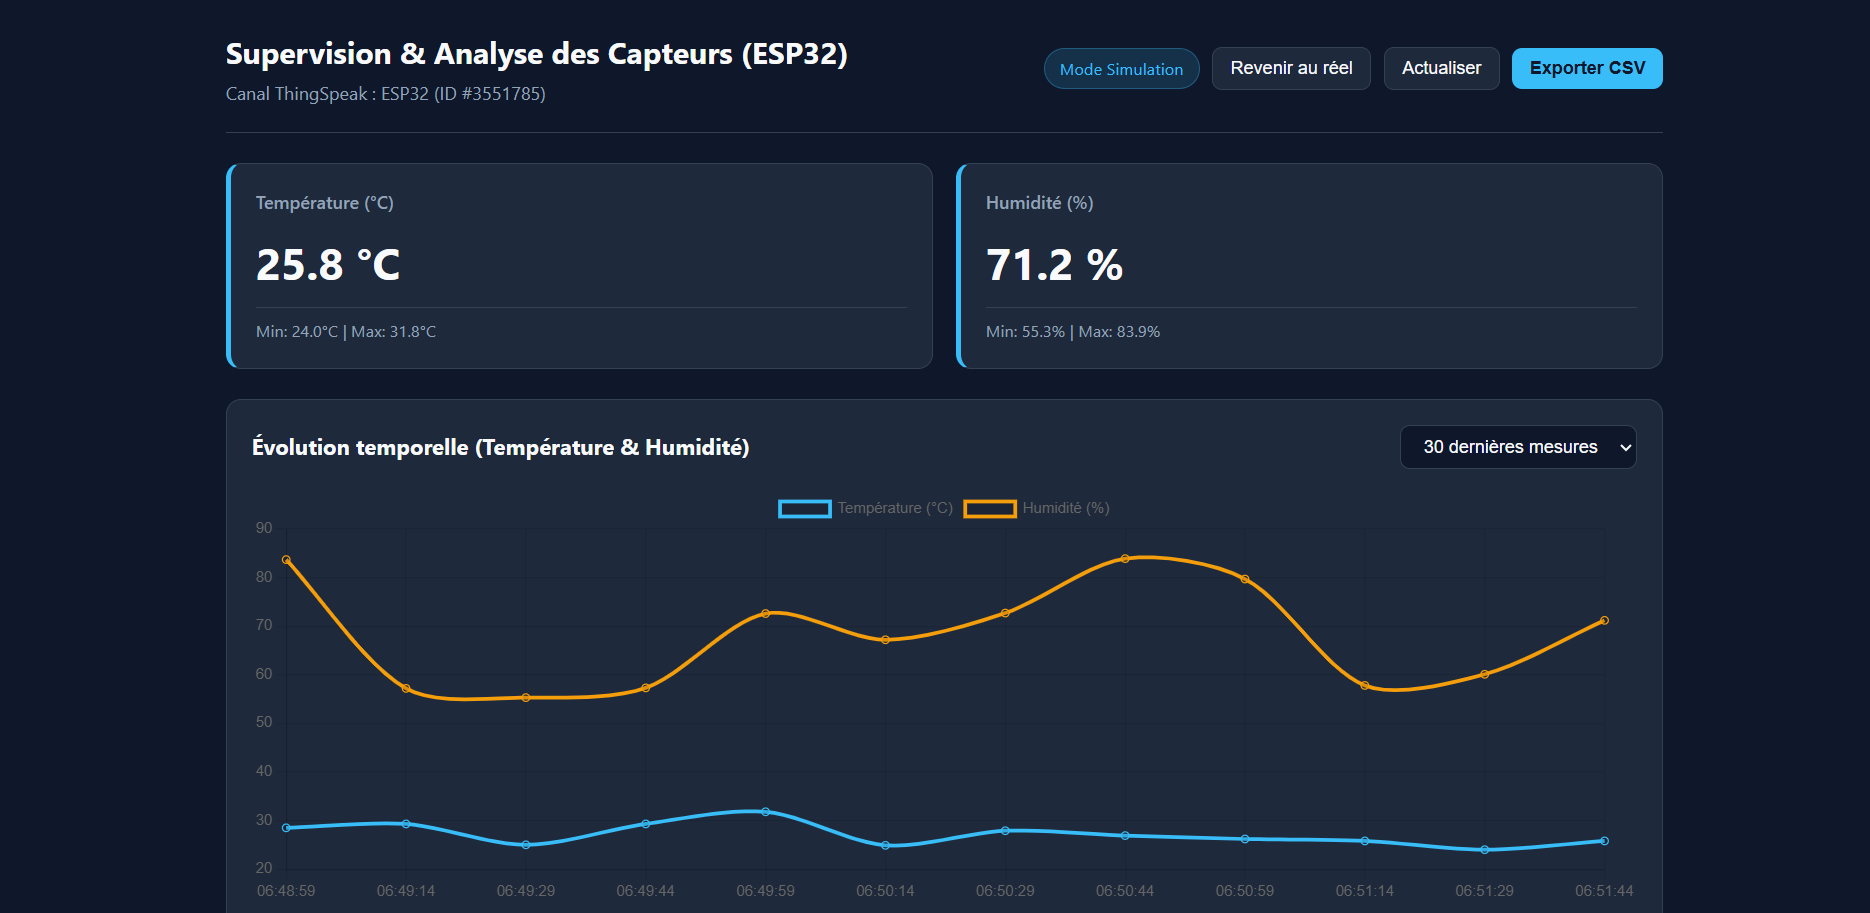 Supervision & Analyse des Capteurs (ESP32)
Canal ThingSpeak : ESP32 (ID #3551785)
Mode Simulation
Revenir au réel
Actualiser
Exporter CSV
Température (°C)
25.8 °C
Min: 24.0°C | Max: 31.8°C
Humidité (%)
71.2 %
Min: 55.3% | Max: 83.9%
Évolution temporelle (Température & Humidité)
30 dernières mesures
Température (°C)
Humidité (%)
90
80
70
60
50
40
30
20
06:48:59
06:49:14
06:49:29
06:49:44
06:49:59
06:50:14
06:50:29
06:50:44
06:50:59
06:51:14
06:51:29
06:51:44